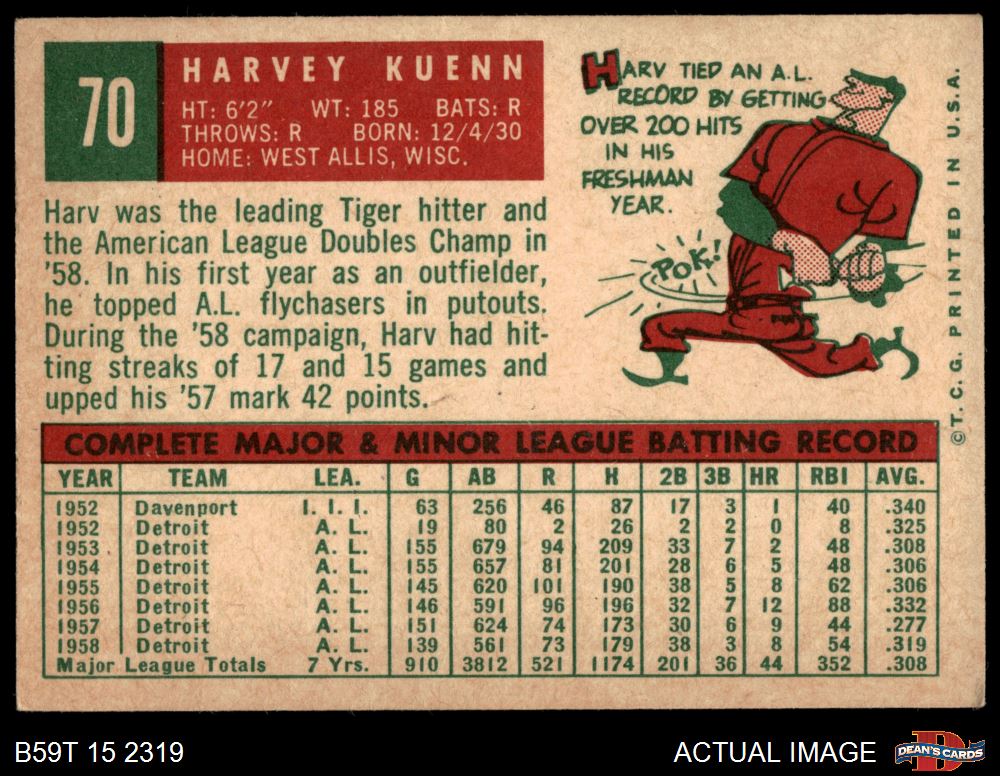 70
HARVEY KUENN
HT: 6'2" WT: 185 BATS: R
THROWS: R BORN: 12/4/30
HOME: WEST ALLIS, WISC.
HARV TIED AN A.L.
RECORD BY GETTING
OVER 200 HITS
IN HIS
FRESHMAN
YEAR.
POK!
Harv was the leading Tiger hitter and
the American League Doubles Champ in
'58. In his first year as an outfielder,
he topped A.L. flychasers in putouts.
During the '58 campaign, Harv had hit-
ting streaks of 17 and 15 games and
upped his '57 mark 42 points.
© T. C. G. PRINTED IN U.S.A.
COMPLETE MAJOR & MINOR LEAGUE BATTING RECORD
YEAR TEAM LEA. G AB R H 2B 3B HR RBI AVG.
1952 Davenport I. I. I. 63 256 46 87 17 3 1 40 .340
1952 Detroit A. L. 19 80 2 26 2 2 0 8 .325
1953 Detroit A. L. 155 679 94 209 33 7 2 48 .308
1954 Detroit A. L. 155 657 81 201 28 6 5 48 .306
1955 Detroit A. L. 145 620 101 190 38 5 8 62 .306
1956 Detroit A. L. 146 591 96 196 32 7 12 88 .332
1957 Detroit A. L. 151 624 74 173 30 6 9 44 .277
1958 Detroit A. L. 139 561 73 179 38 3 8 54 .319
Major League Totals 7 Yrs. 910 3812 521 1174 201 36 44 352 .308
B59T 15 2319
ACTUAL IMAGE
DEAN'S CARDS